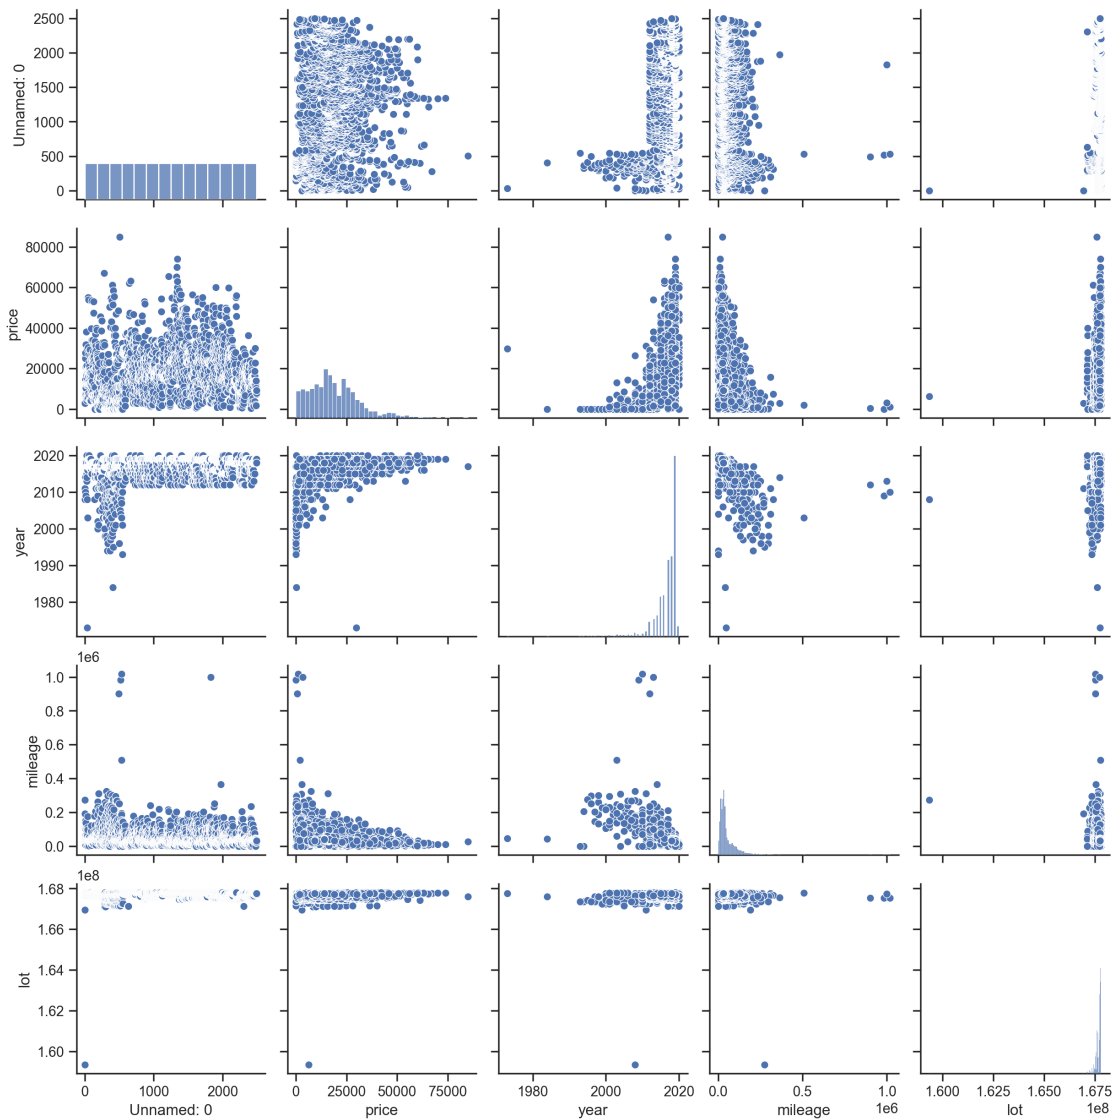 2500
2000
1500
1000
500
0
Unnamed: 0
80000
60000
40000
20000
0
price
2020
2010
2000
1990
1980
year
1e6
1.0
0.8
0.6
0.4
0.2
0.0
mileage
1e8
1.68
1.66
1.64
1.62
1.60
lot
0 1000 2000
Unnamed: 0
0 25000 50000 75000
price
1980 2000 2020
year
0.0 0.5 1.0
1e6
mileage
1.600 1.625 1.650 1.675
1e8
lot